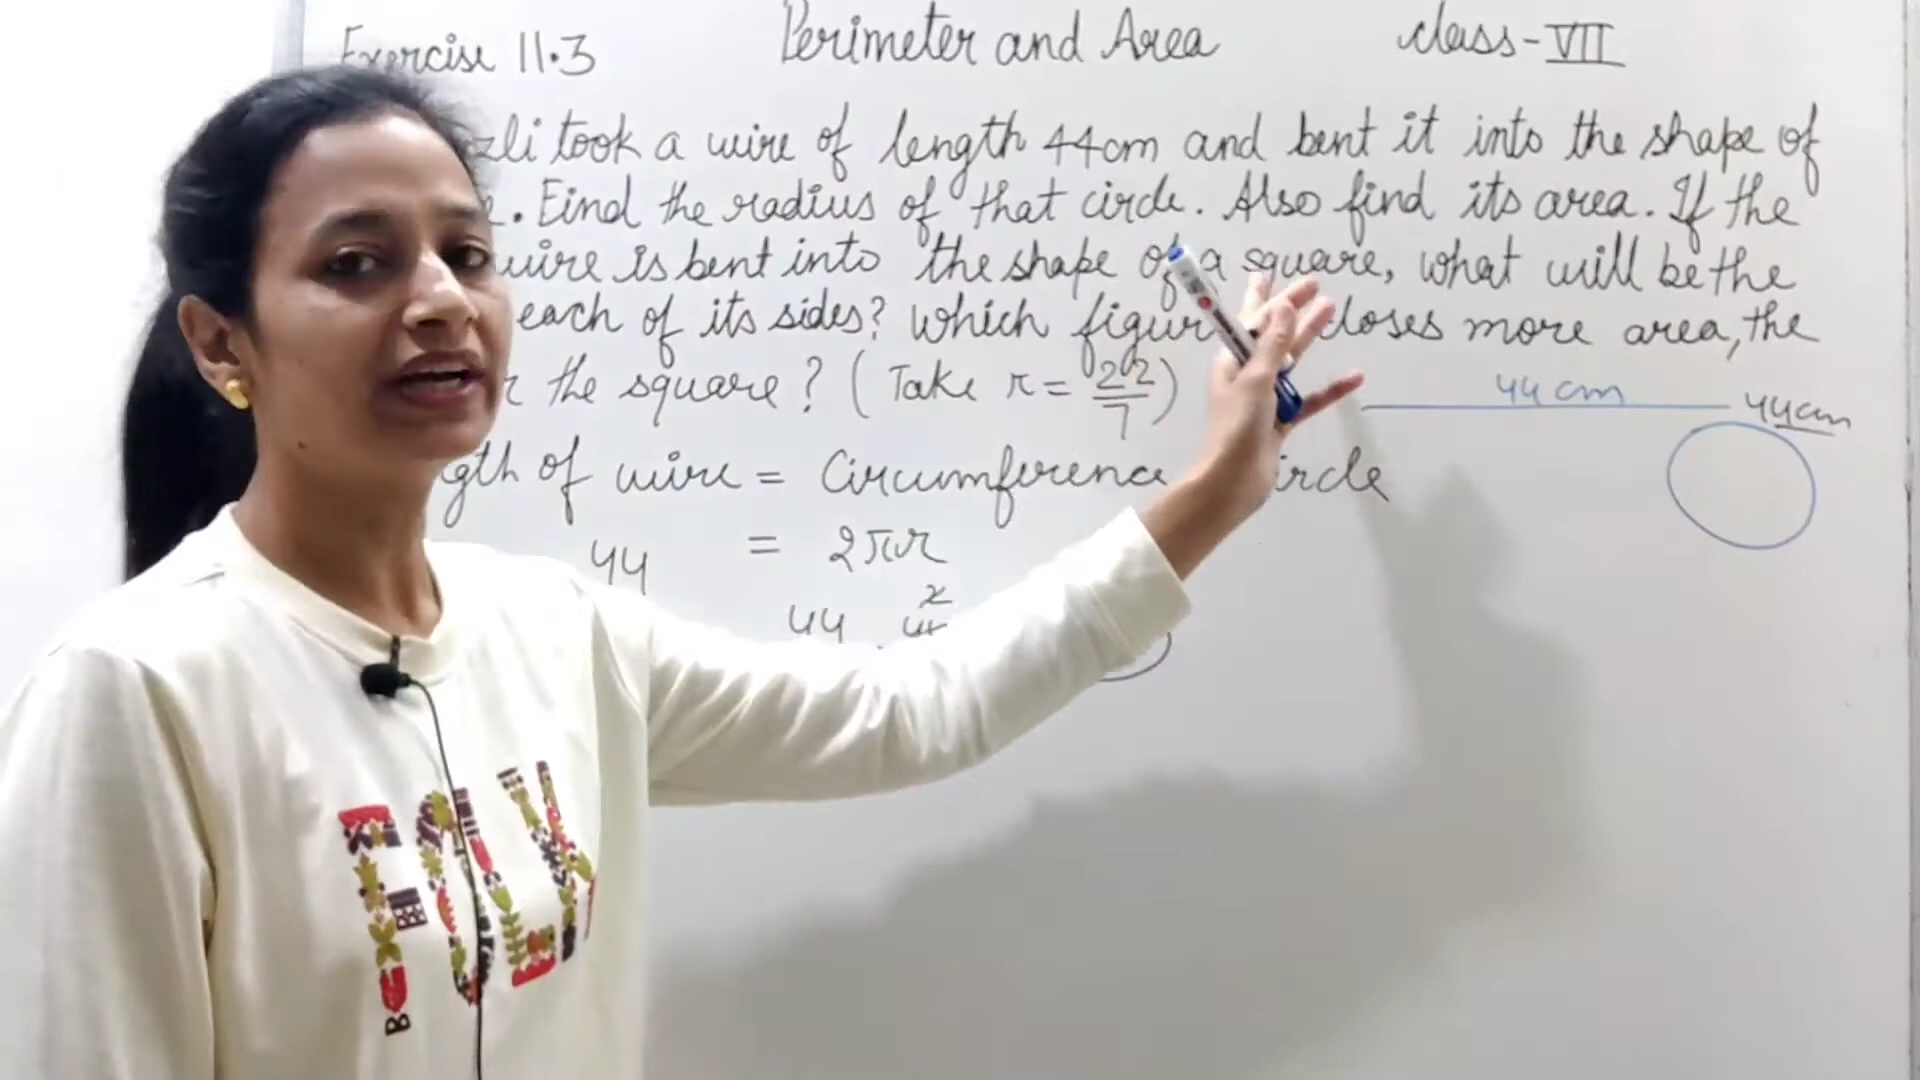 Exercise 11.3 Perimeter and Area class-VII
took a wire of length 44cm and bent it into the shape of
. Find the radius of that circle. Also find its area. If the
wire is bent into the shape of a square, what will be the
each of its sides? Which more area, the
the square? (Take π = 22/7)
44 cm
44cm
of wire = Circumference
44 = 2πr
44
FOLK